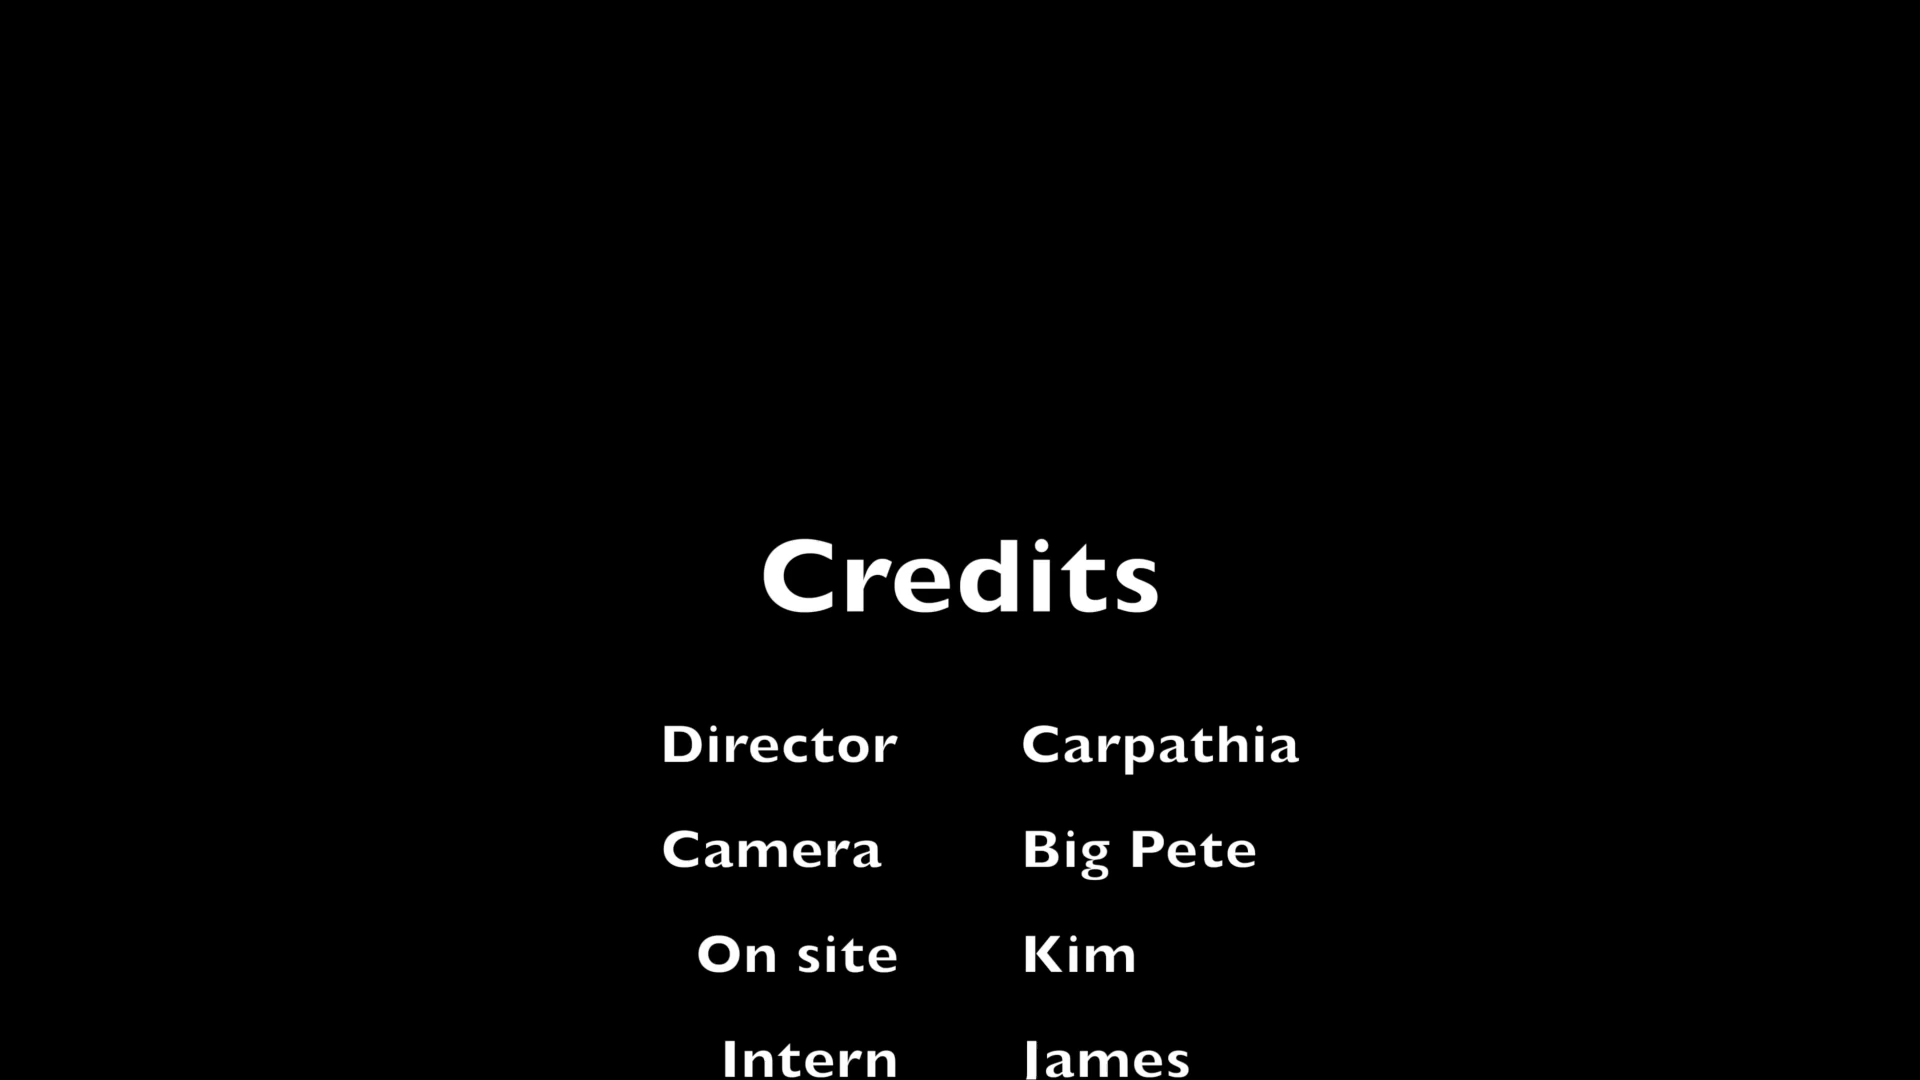 Credits
Director Carpathia
Camera Big Pete
On site Kim
Intern James